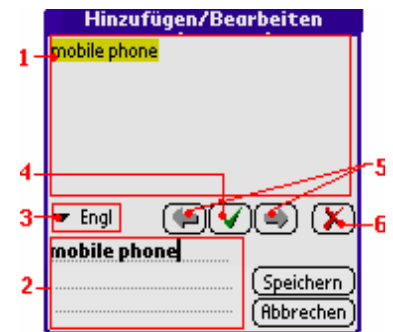 Hinzufügen/Bearbeiten
1
mobile phone
4
5
3
Engl
6
mobile phone
2
Speichern
Abbrechen